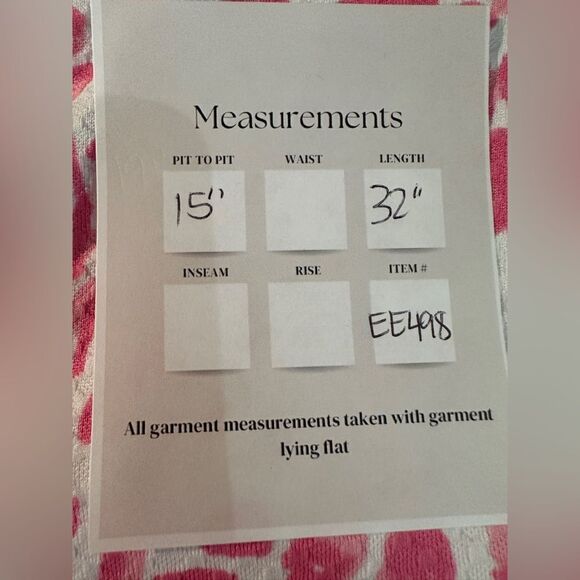 Measurements
PIT TO PIT WAIST LENGTH
15" 32"
INSEAM RISE ITEM #
EE498
All garment measurements taken with garment
lying flat